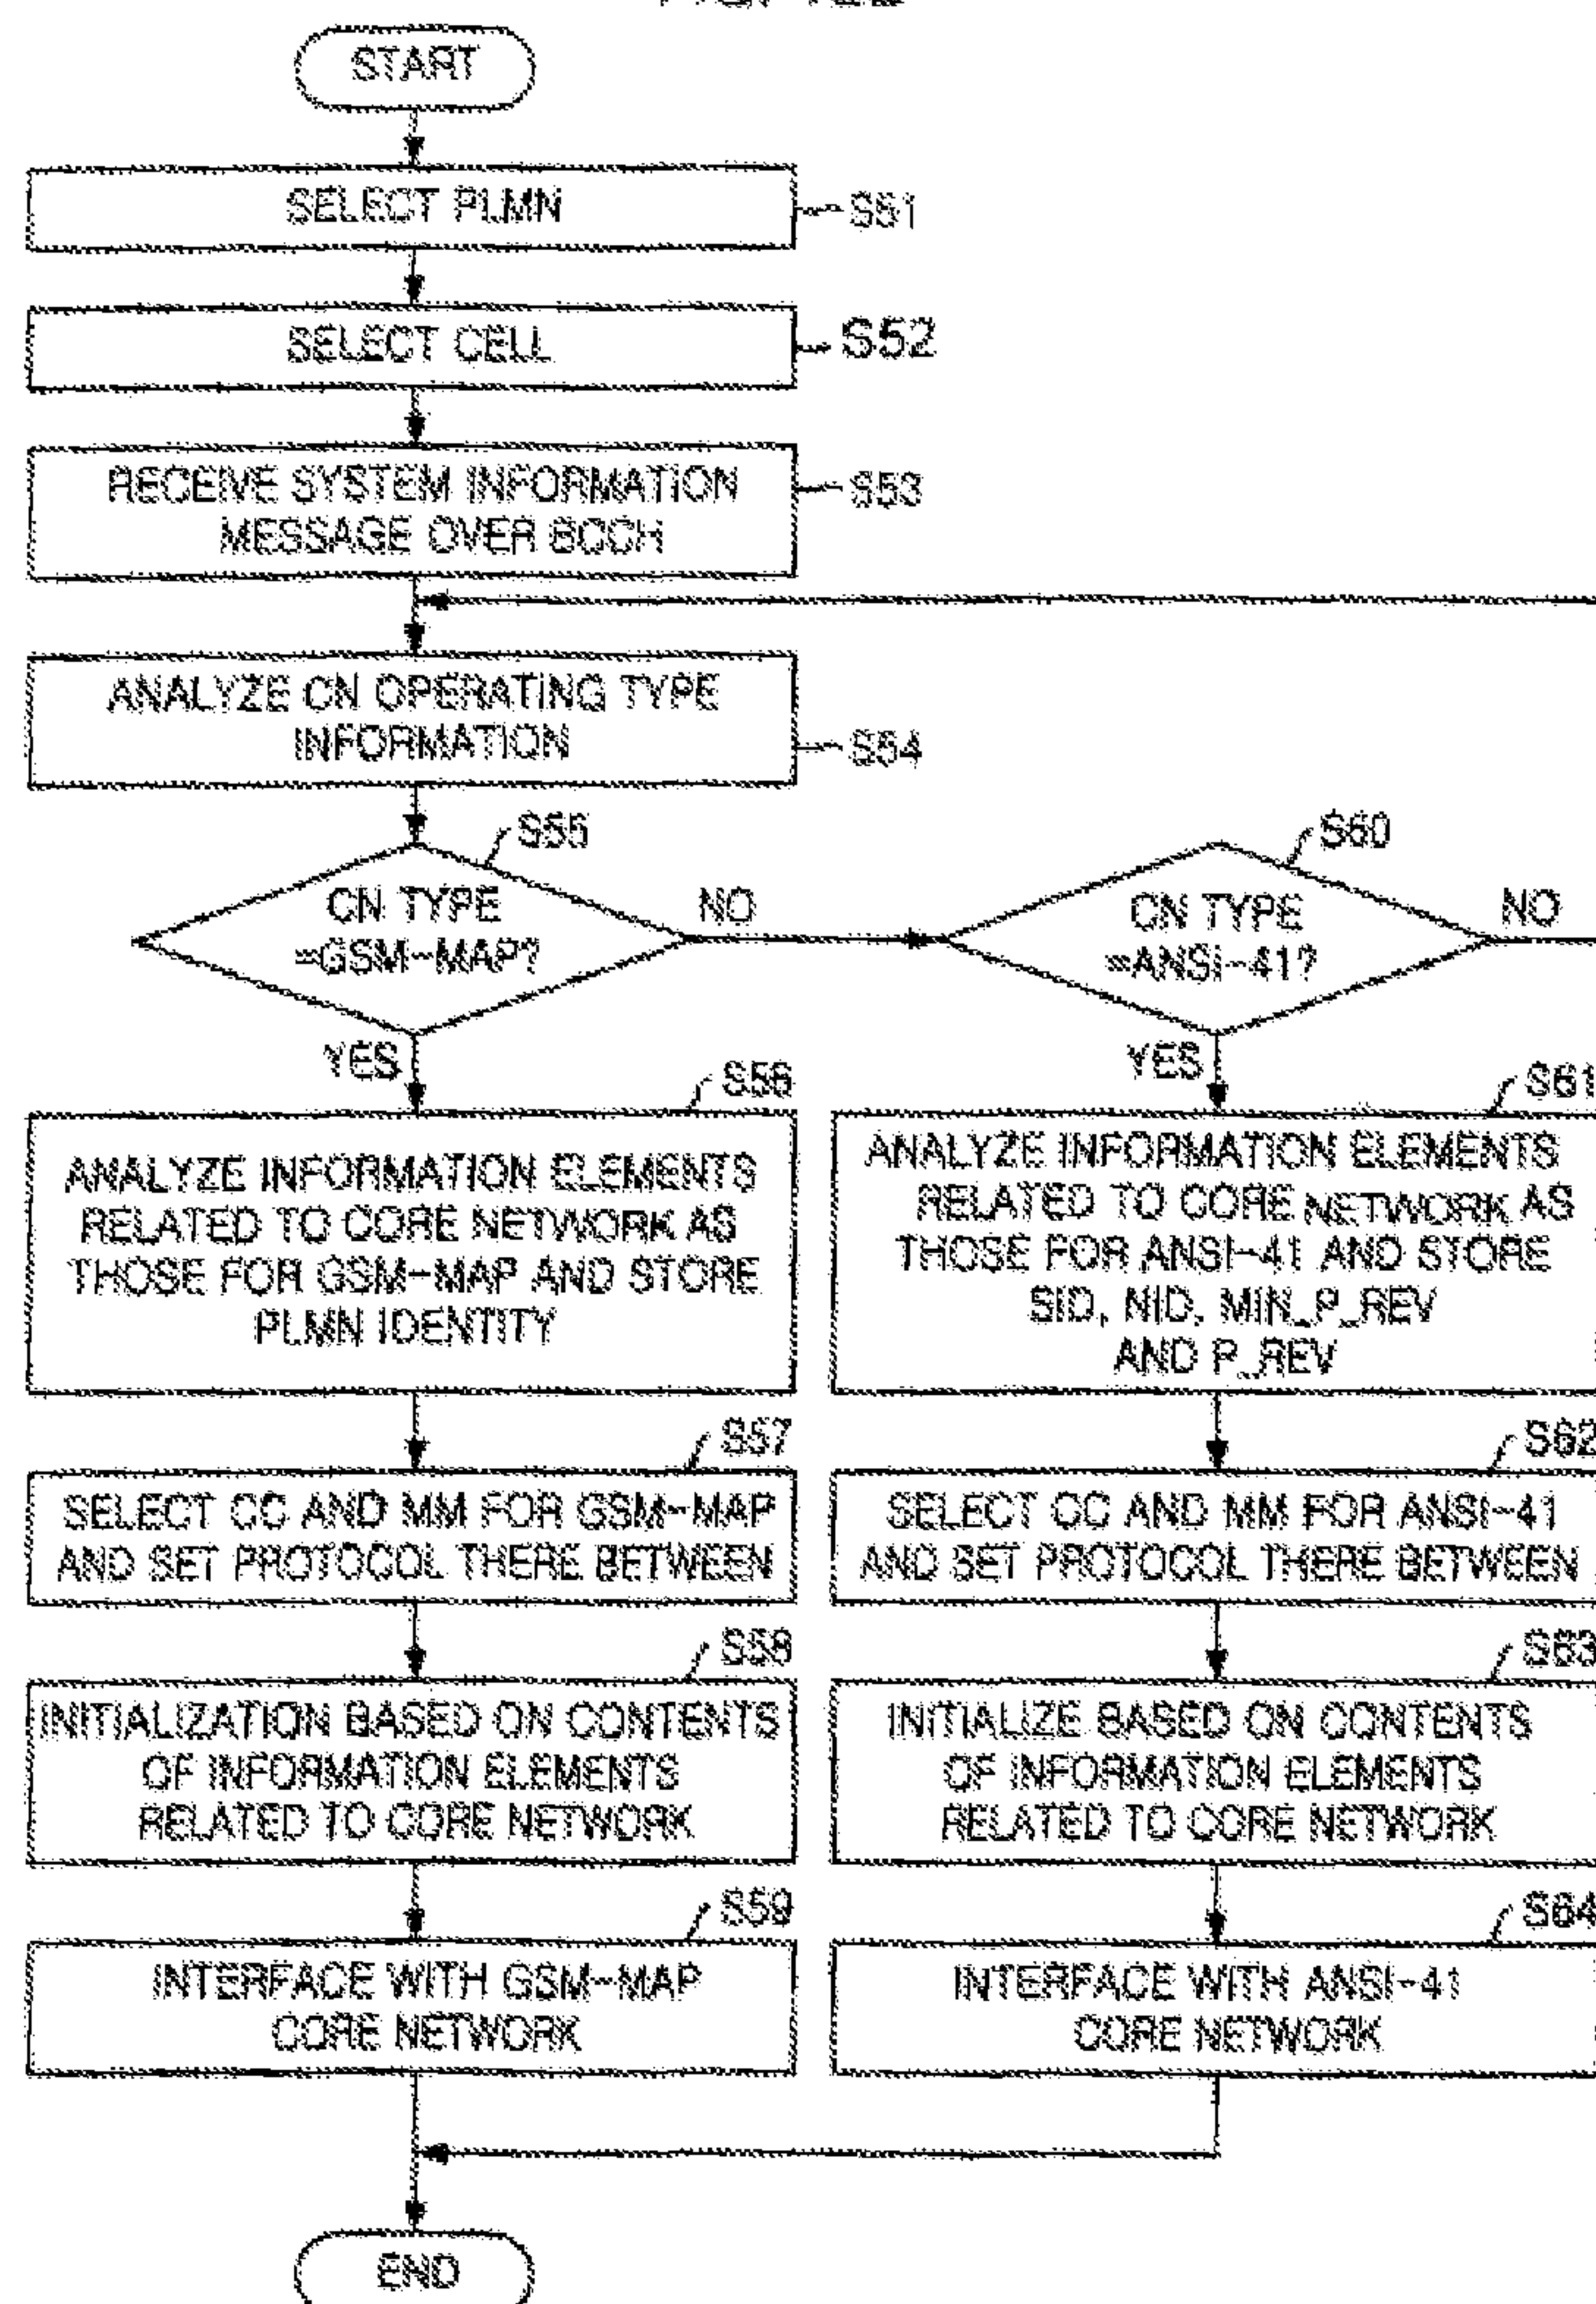 START
SELECT PLMN
S51
SELECT CELL
S52
RECEIVE SYSTEM INFORMATION
MESSAGE OVER BCCH
S53
ANALYZE CN OPERATING TYPE
INFORMATION
S54
S55
CN TYPE
=GSM-MAP?
NO
YES
S60
CN TYPE
=ANSI-41?
NO
YES
S56
ANALYZE INFORMATION ELEMENTS
RELATED TO CORE NETWORK AS
THOSE FOR GSM-MAP AND STORE
PLMN IDENTITY
S61
ANALYZE INFORMATION ELEMENTS
RELATED TO CORE NETWORK AS
THOSE FOR ANSI-41 AND STORE
SID, NID, MIN_P_REV
AND P_REV
S57
SELECT CC AND MM FOR GSM-MAP
AND SET PROTOCOL THERE BETWEEN
S62
SELECT CC AND MM FOR ANSI-41
AND SET PROTOCOL THERE BETWEEN
S58
INITIALIZATION BASED ON CONTENTS
OF INFORMATION ELEMENTS
RELATED TO CORE NETWORK
S63
INITIALIZE BASED ON CONTENTS
OF INFORMATION ELEMENTS
RELATED TO CORE NETWORK
S59
INTERFACE WITH GSM-MAP
CORE NETWORK
S64
INTERFACE WITH ANSI-41
CORE NETWORK
END